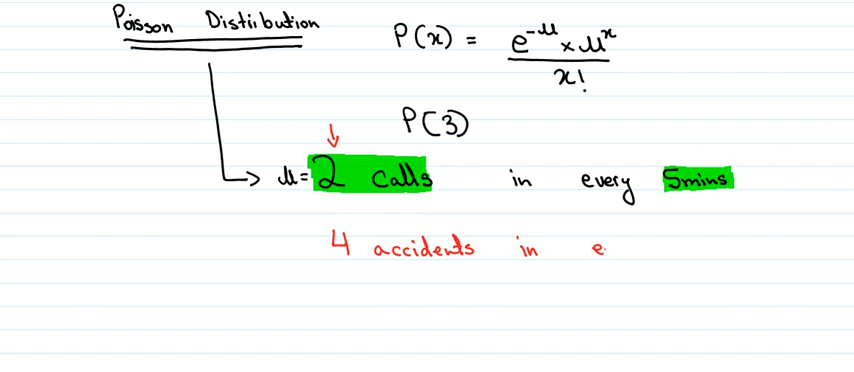 Poisson Distribution
P(x) = e^-μ × μ^x / x!
P(3)
μ=2 calls in every 5mins
4 accidents in e